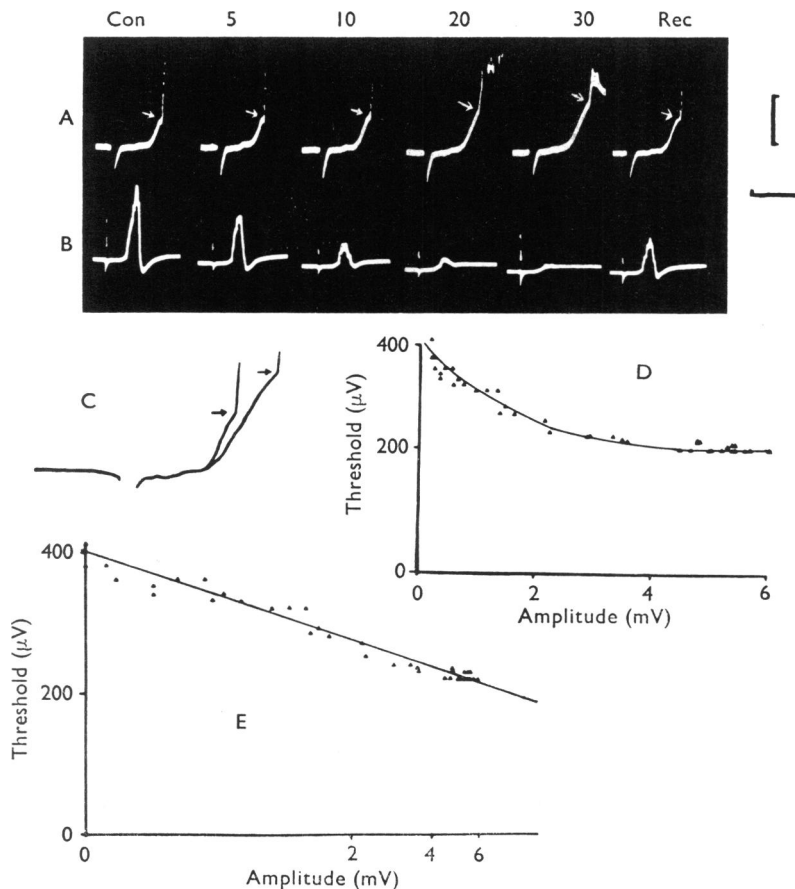 Con 5 10 20 30 Rec
A
B
C
D
400
200
0
Threshold (μV)
0 2 4 6
Amplitude (mV)
E
400
200
0
Threshold (μV)
0 2 4 6
Amplitude (mV)